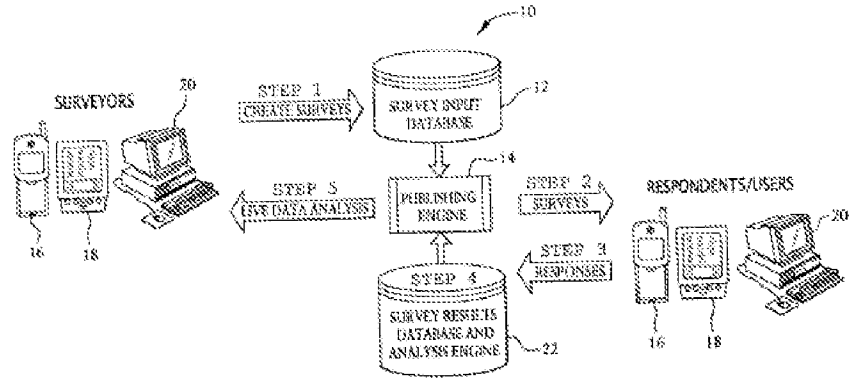 10
STEP 1
CREATE SURVEYS
SURVEY INPUT
DATABASE
12
SURVEYORS
20
16
18
STEP 5
LIVE DATA ANALYSIS
PUBLISHING
ENGINE
14
STEP 2
SURVEYS
STEP 3
RESPONSES
RESPONDENTS/USERS
20
16
18
STEP 4
SURVEY RESULTS
DATABASE AND
ANALYSIS ENGINE
22